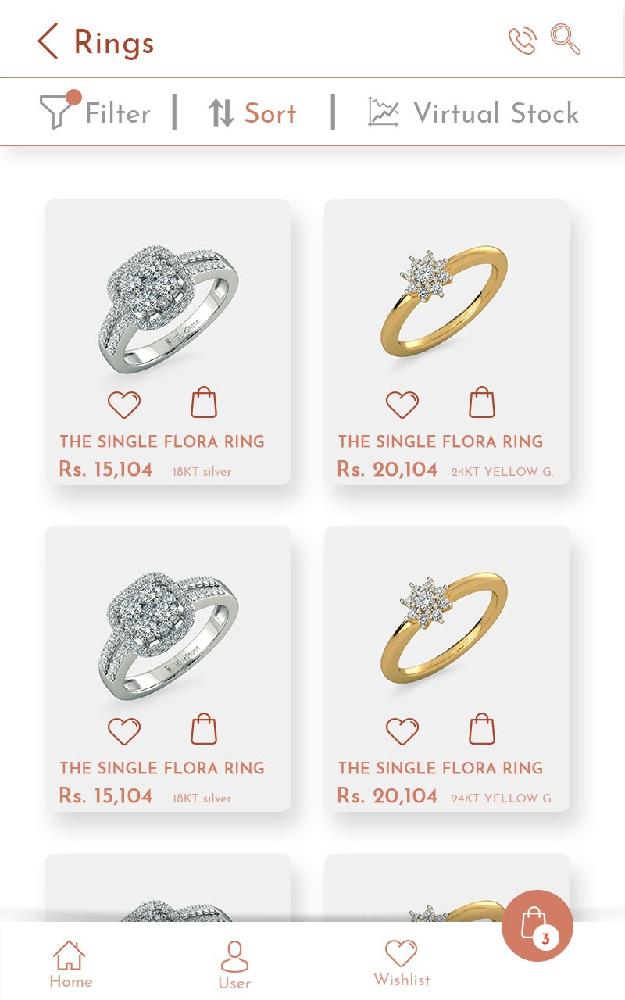 Rings
Filter
Sort
Virtual Stock
BlueStone
THE SINGLE FLORA RING
Rs. 15,104 18KT silver
THE SINGLE FLORA RING
Rs. 20,104 24KT YELLOW G.
BlueStone
THE SINGLE FLORA RING
Rs. 15,104 18KT silver
THE SINGLE FLORA RING
Rs. 20,104 24KT YELLOW G.
3
Home
User
Wishlist